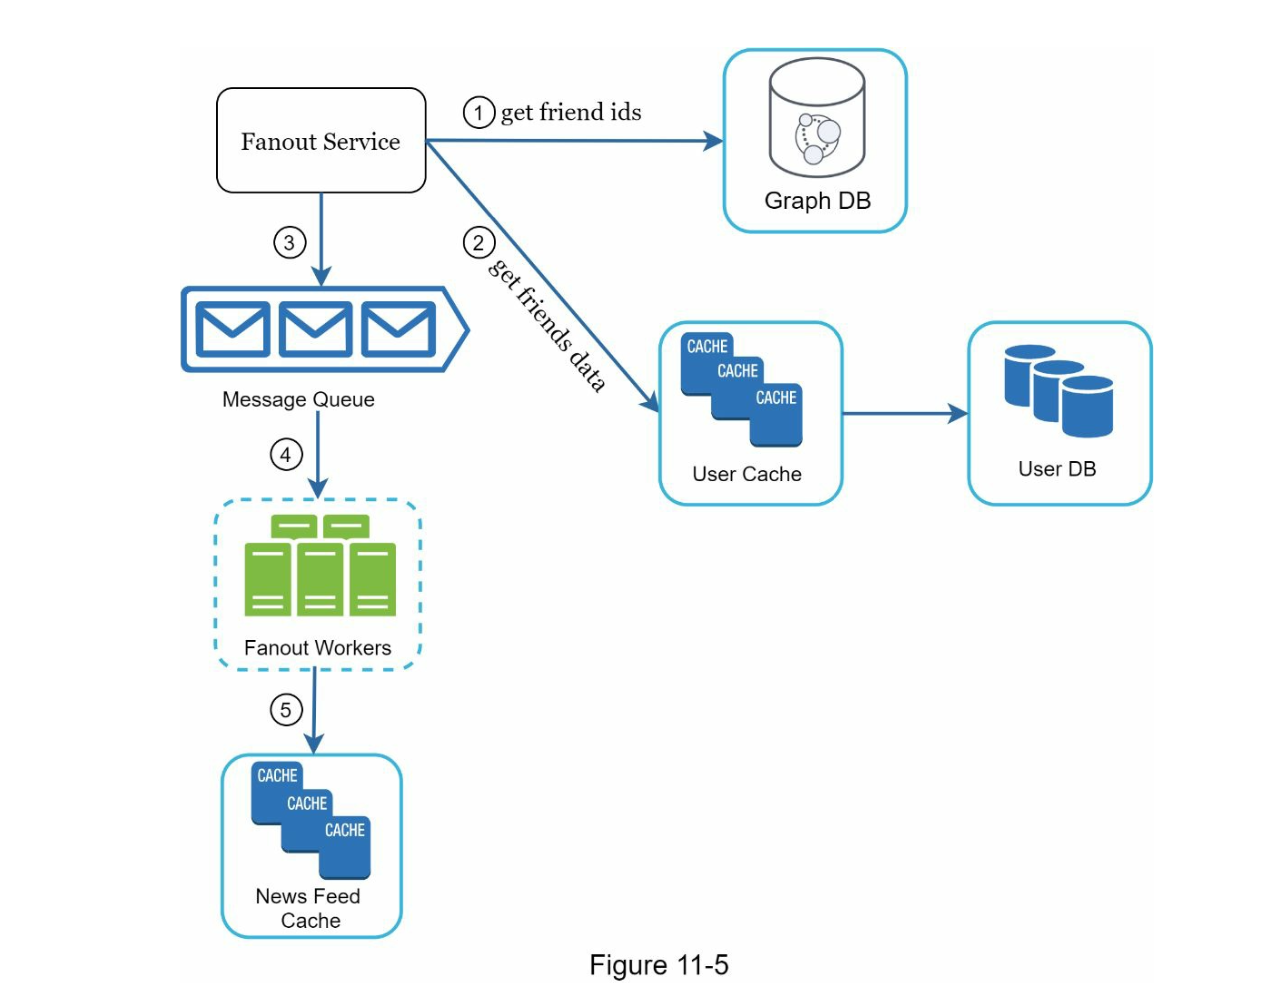 Fanout Service
1 get friend ids
Graph DB
2 get friends data
3
Message Queue
CACHE
CACHE
CACHE
User Cache
User DB
4
Fanout Workers
5
CACHE
CACHE
CACHE
News Feed
Cache
Figure 11-5